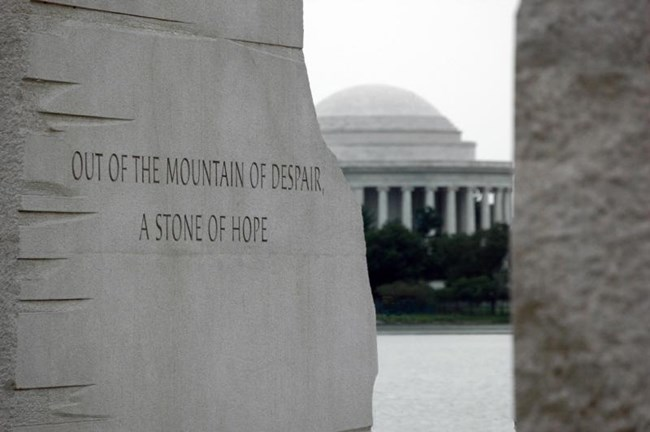 OUT OF THE MOUNTAIN OF DESPAIR,
A STONE OF HOPE